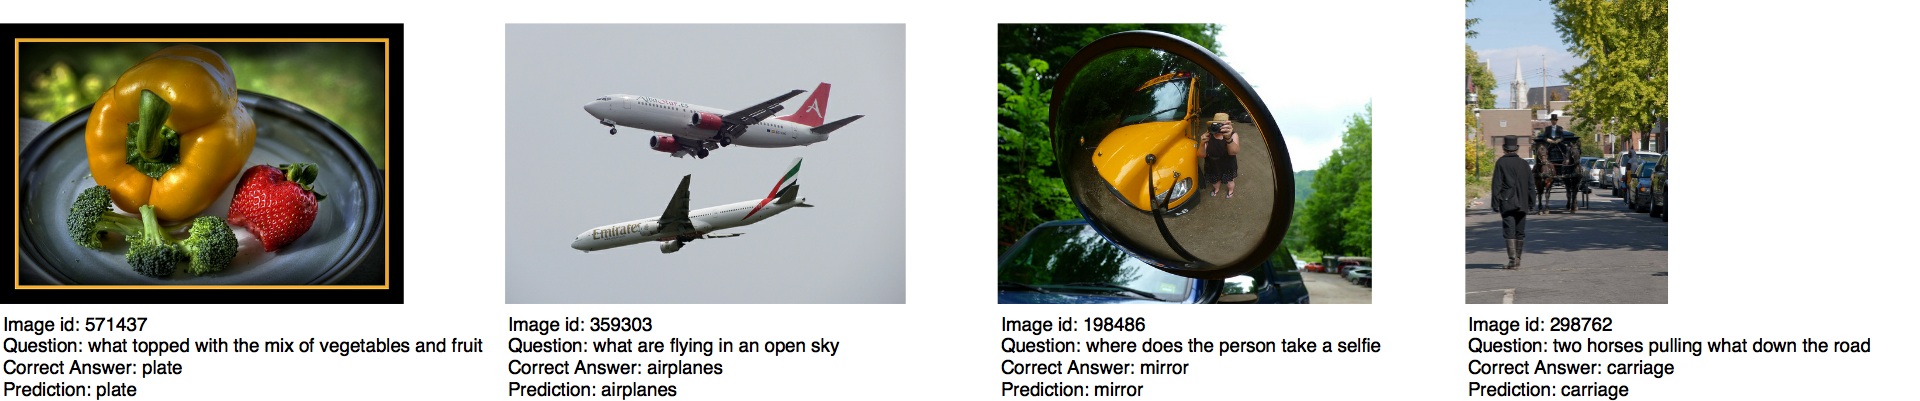 Emirates
Image id: 571437
Question: what topped with the mix of vegetables and fruit
Correct Answer: plate
Prediction: plate
Image id: 359303
Question: what are flying in an open sky
Correct Answer: airplanes
Prediction: airplanes
Image id: 198486
Question: where does the person take a selfie
Correct Answer: mirror
Prediction: mirror
Image id: 298762
Question: two horses pulling what down the road
Correct Answer: carriage
Prediction: carriage